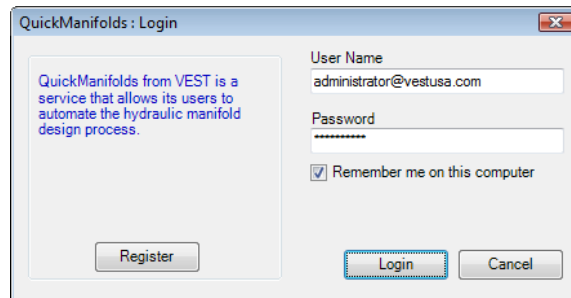 QuickManifolds : Login
QuickManifolds from VEST is a
service that allows its users to
automate the hydraulic manifold
design process.
Register
User Name
administrator@vestusa.com
Password
**********
Remember me on this computer
Login
Cancel